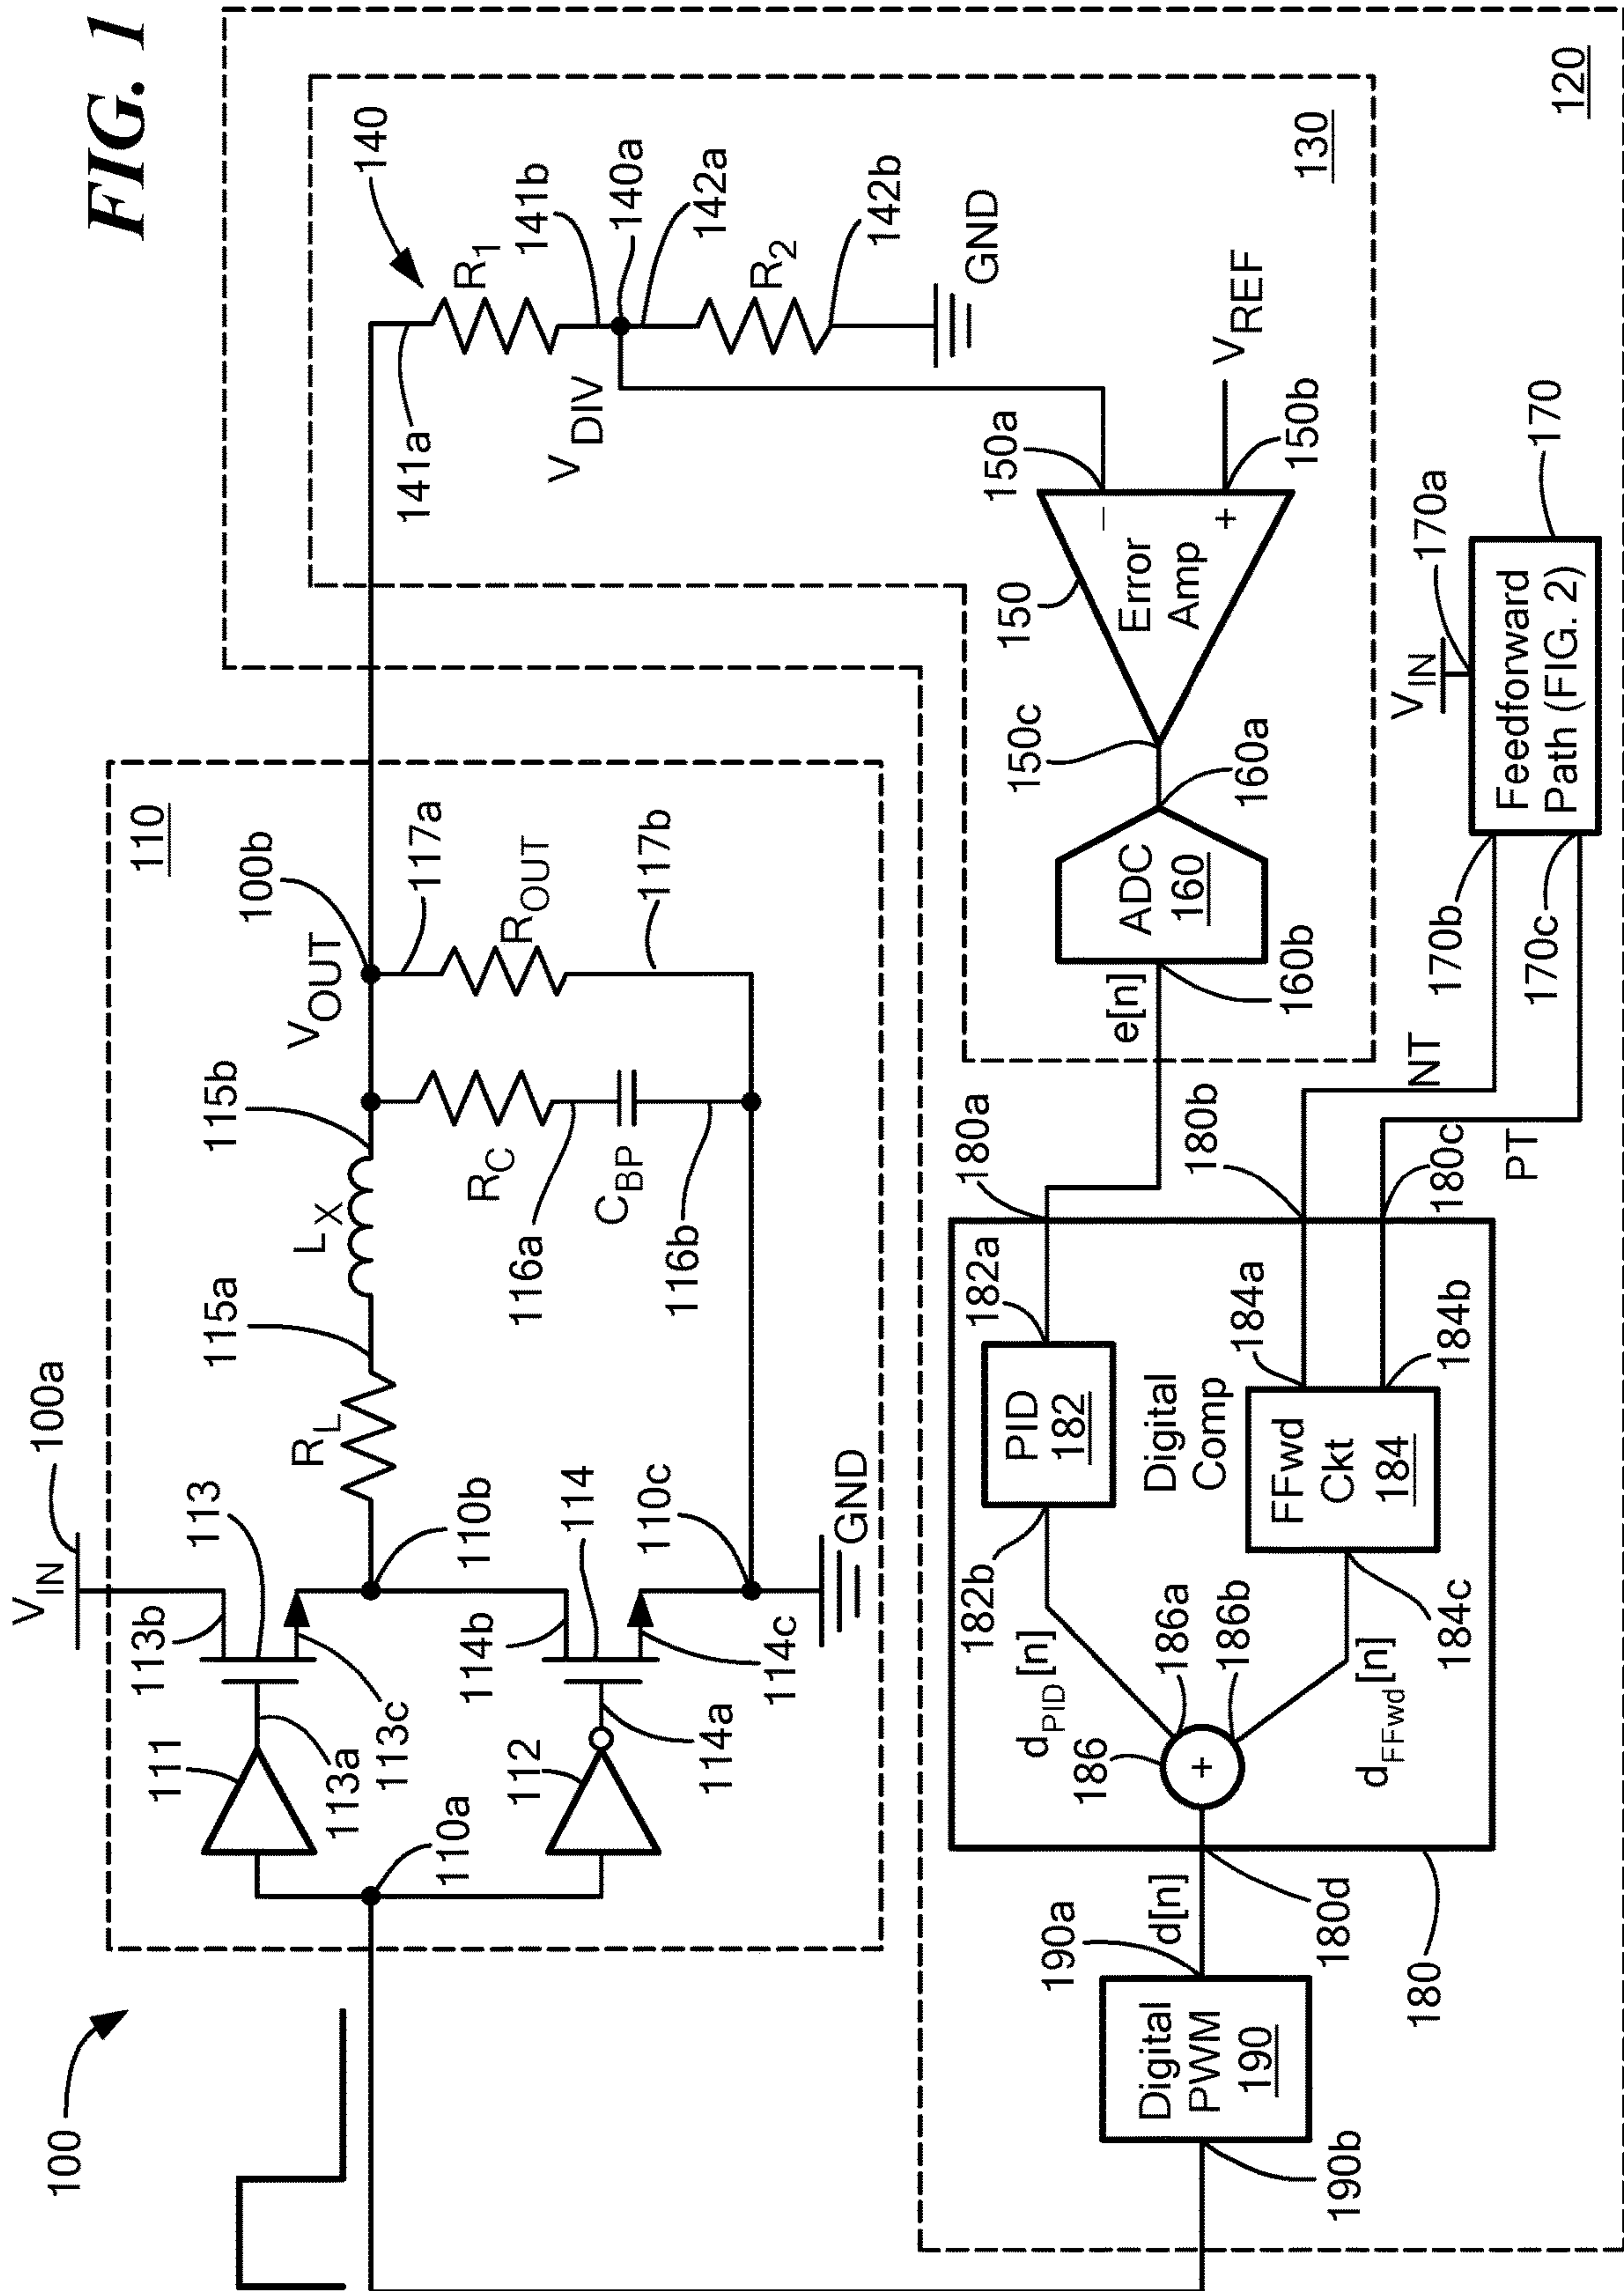 FIG. 1
100
V_IN
100a
110
111
113a
113b
113
113c
110a
112
114a
114b
114
114c
110b
110c
GND
R_L
115a
L_X
115b
R_C
116a
C_BP
116b
V_OUT
100b
117a
R_OUT
117b
120
130
140
141a
R_1
141b
140a
142a
V_DIV
R_2
142b
GND
150a
V_REF
150b
150
Error
Amp
−
+
150c
160a
ADC
160
160b
e[n]
V_IN
170a
170
Feedforward
Path (FIG. 2)
170b
170c
NT
PT
180a
180b
180c
182a
PID
182
182b
Digital
Comp
184a
184b
FFwd
Ckt
184
184c
d_PID[n]
186a
186
+
186b
d_FFwd[n]
d[n]
180d
180
190a
Digital
PWM
190
190b